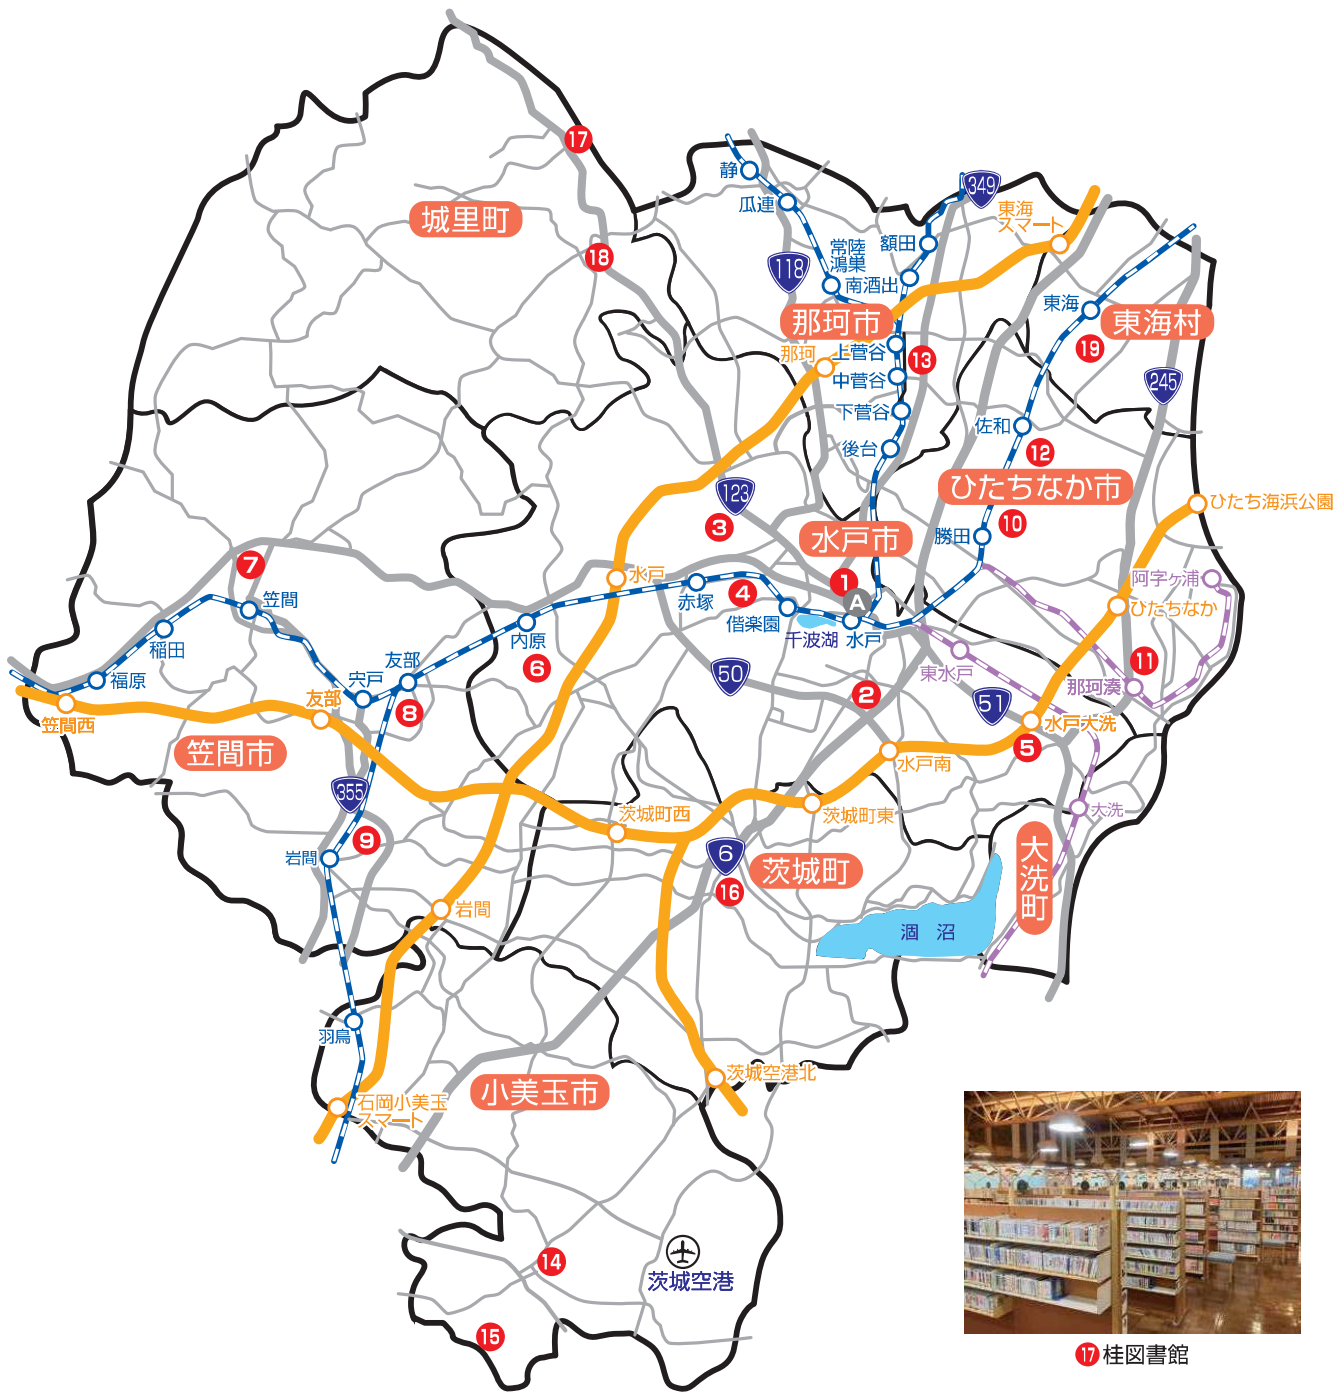 17
城里町
18
静
瓜連
常陸
鴻巣
額田
南酒出
349
東海
スマート
118
那珂市
那珂
上菅谷
13
中菅谷
下菅谷
後台
東海
東海村
19
245
佐和
12
ひたちなか市
10
勝田
ひたち海浜公園
123
3
水戸市
水戸
赤塚
4
1
A
偕楽園
千波湖
水戸
阿字ヶ浦
ひたちなか
7
笠間
稲田
福原
笠間西
内原
6
友部
宍戸
8
友部
笠間市
50
2
東水戸
51
那珂湊
11
水戸大洗
5
水戸南
355
9
岩間
岩間
茨城町西
茨城町東
6
16
茨城町
大洗
大洗町
涸沼
羽鳥
石岡小美玉
スマート
小美玉市
茨城空港北
14
茨城空港
15
17 桂図書館